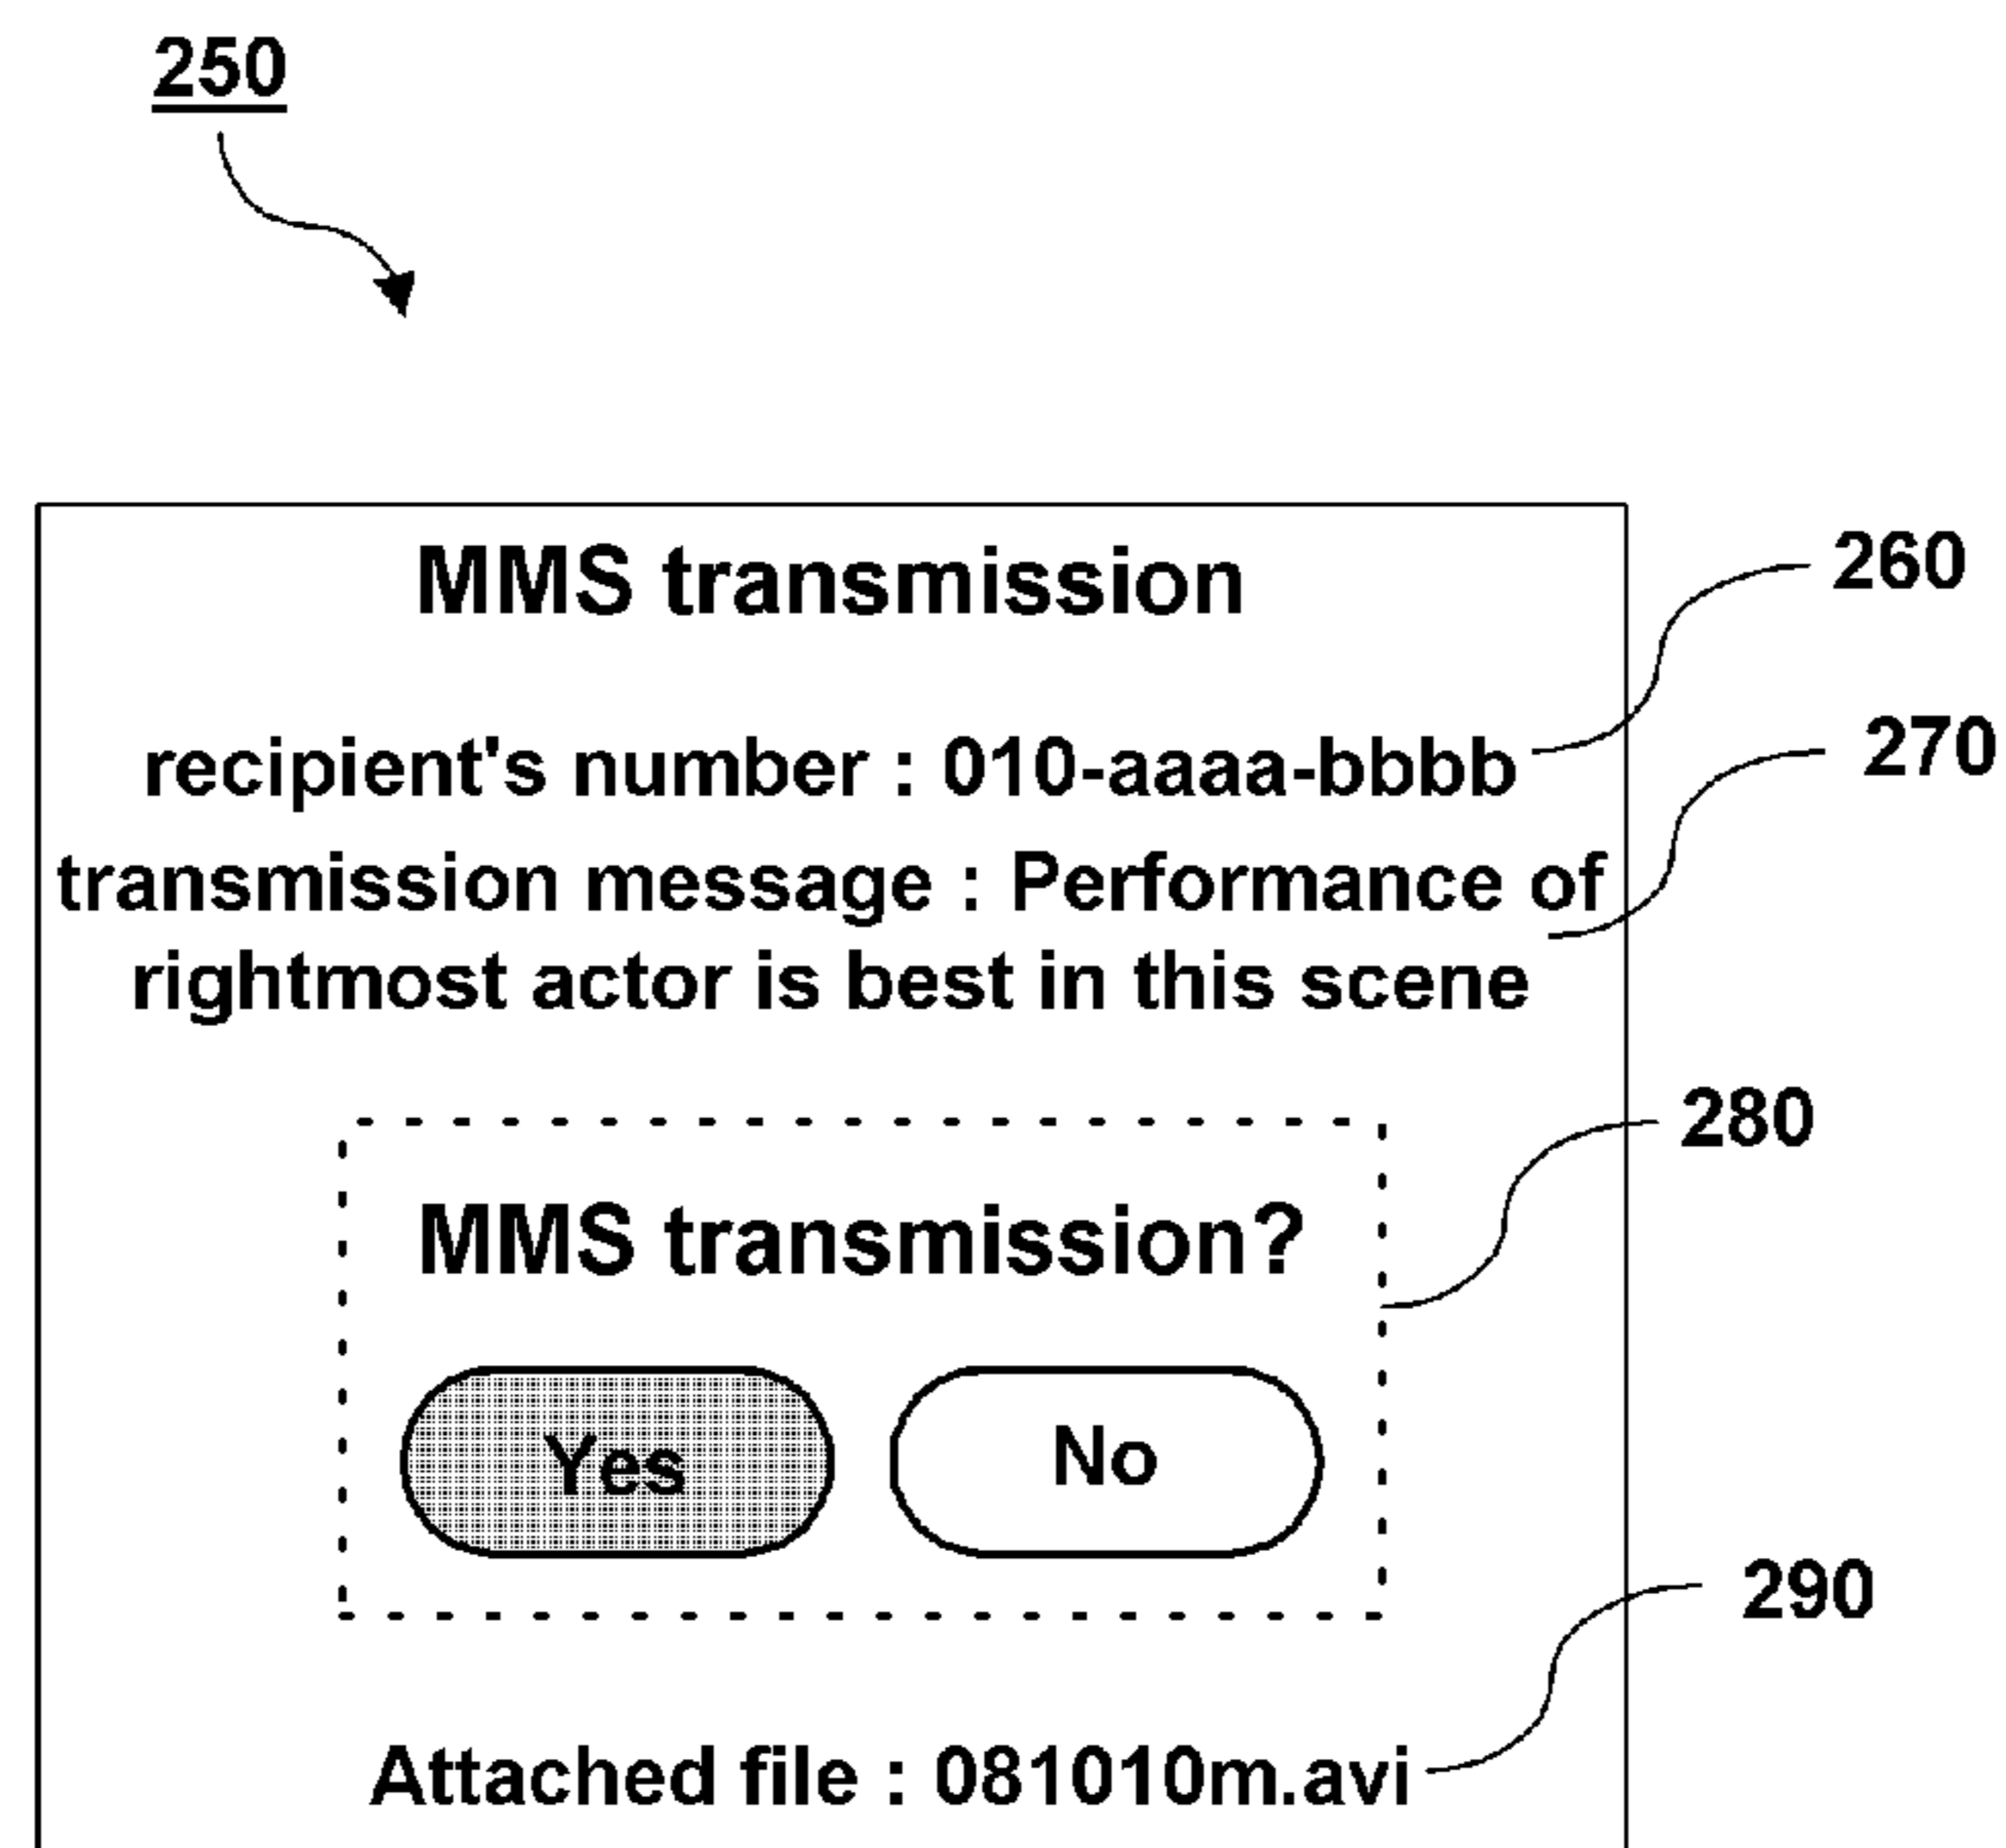 250
MMS transmission
260
recipient's number : 010-aaaa-bbbb
270
transmission message : Performance of
rightmost actor is best in this scene
280
MMS transmission?
Yes
No
290
Attached file : 081010m.avi